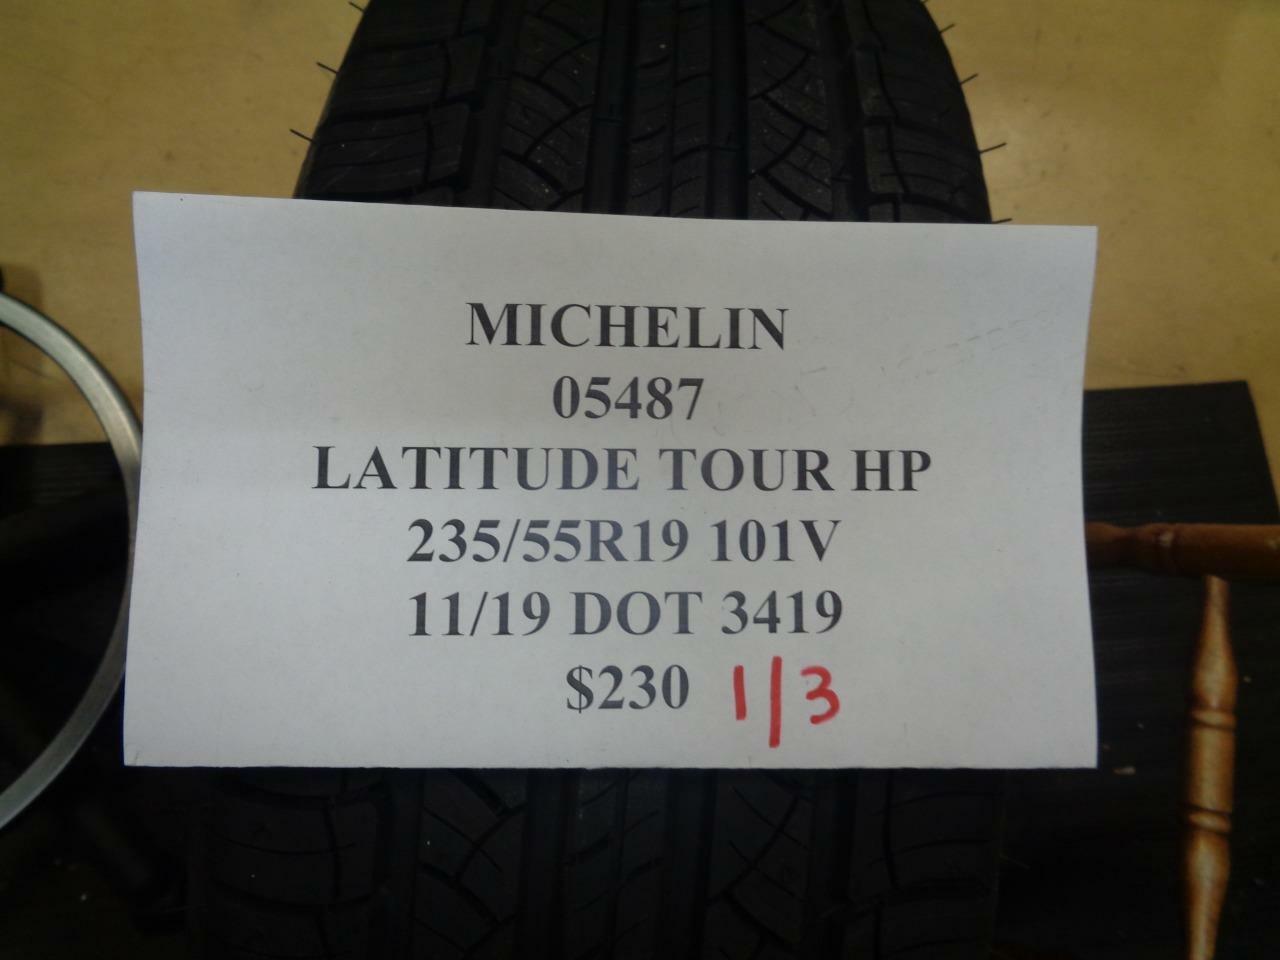 MICHELIN
05487
LATITUDE TOUR HP
235/55R19 101V
11/19 DOT 3419
$230 1/3